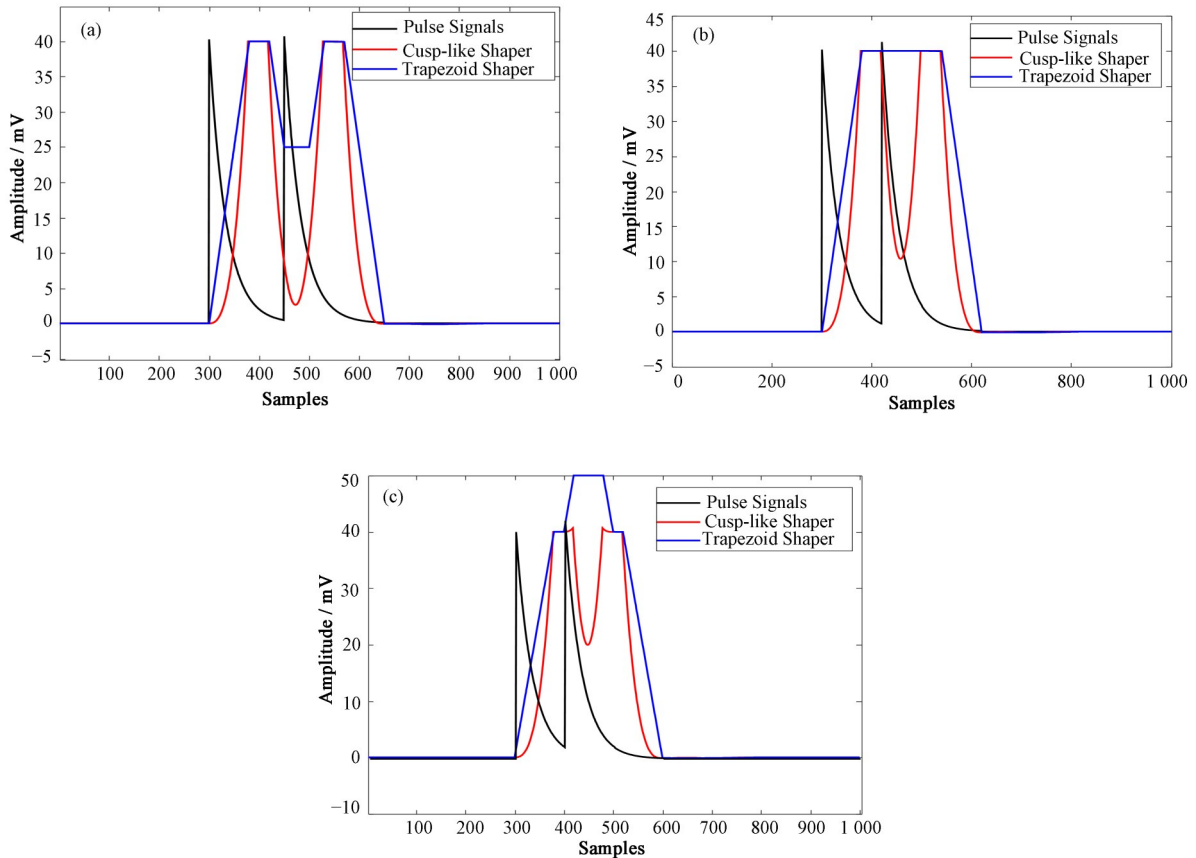 (a)
Pulse Signals
Cusp-like Shaper
Trapezoid Shaper
40
35
30
25
20
15
10
5
0
−5
Amplitude / mV
100 200 300 400 500 600 700 800 900 1 000
Samples
(b)
Pulse Signals
Cusp-like Shaper
Trapezoid Shaper
45
40
35
30
25
20
15
10
5
0
−5
Amplitude / mV
0 200 400 600 800 1 000
Samples
(c)
Pulse Signals
Cusp-like Shaper
Trapezoid Shaper
50
40
30
20
10
0
−10
Amplitude / mV
100 200 300 400 500 600 700 800 900 1 000
Samples